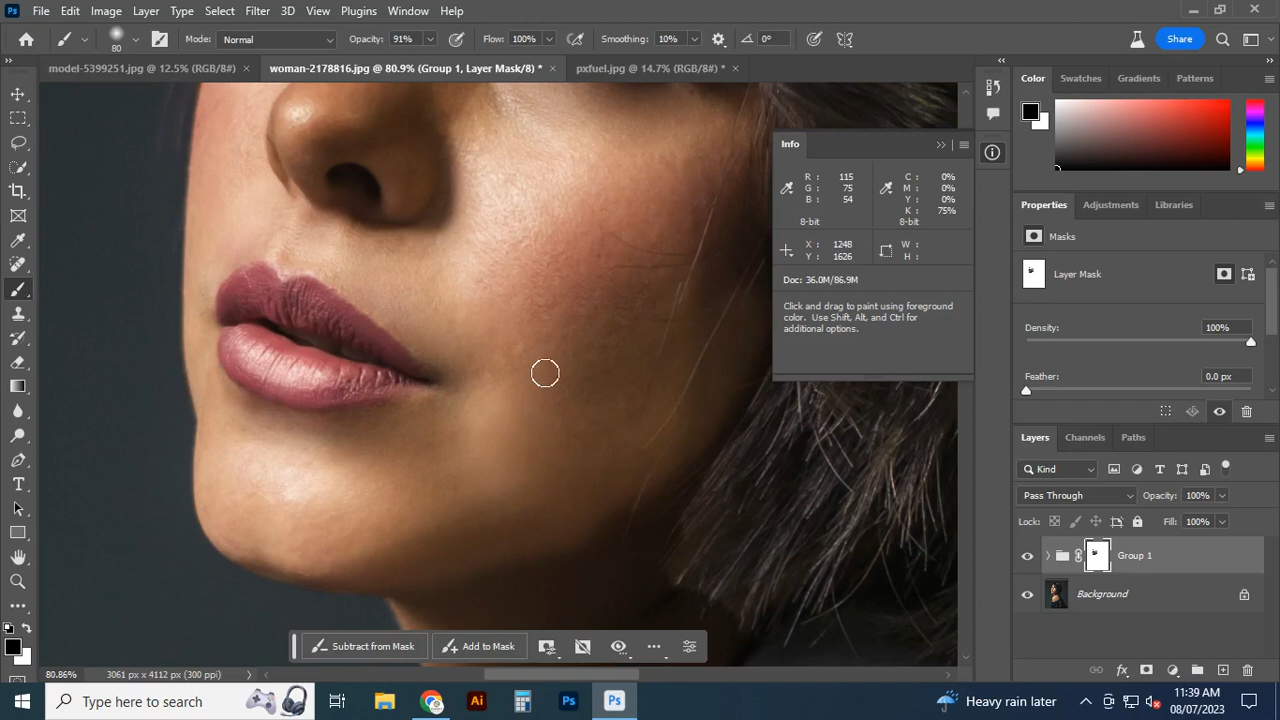 Ps File Edit Image Layer Type Select Filter 3D View Plugins Window Help
80 Mode: Normal Opacity: 91% Flow: 100% Smoothing: 10% 0° Share
model-5399251.jpg @ 12.5% (RGB/8#) × woman-2178816.jpg @ 80.9% (Group 1, Layer Mask/8) * × pxfuel.jpg @ 14.7% (RGB/8#) * ×
Color Swatches Gradients Patterns
Info
R : 115 C : 0%
G : 75 M : 0%
B : 54 Y : 0%
K : 75%
8-bit 8-bit
X : 1248 W :
Y : 1626 H :
Doc: 36.0M/86.9M
Click and drag to paint using foreground
color. Use Shift, Alt, and Ctrl for
additional options.
Properties Adjustments Libraries
Masks
Layer Mask
Density: 100%
Feather: 0.0 px
Layers Channels Paths
Kind
Pass Through Opacity: 100%
Lock: Fill: 100%
Group 1
Background
Subtract from Mask Add to Mask
80.86% 3061 px x 4112 px (300 ppi)
Type here to search
Ai Ps Ps
Heavy rain later
11:39 AM
08/07/2023